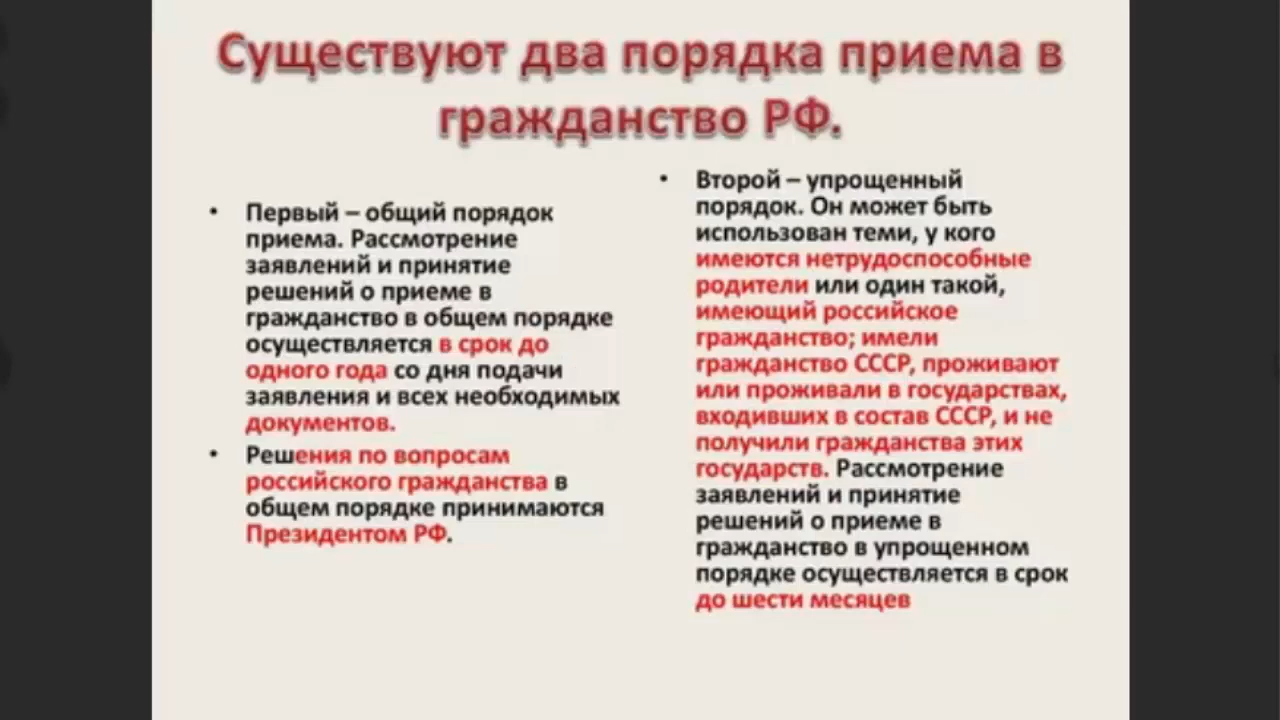 Существуют два порядка приема в
гражданство РФ.
• Первый – общий порядок
приема. Рассмотрение
заявлений и принятие
решений о приеме в
гражданство в общем порядке
осуществляется в срок до
одного года со дня подачи
заявления и всех необходимых
документов.
• Решения по вопросам
российского гражданства в
общем порядке принимаются
Президентом РФ.
• Второй – упрощенный
порядок. Он может быть
использован теми, у кого
имеются нетрудоспособные
родители или один такой,
имеющий российское
гражданство; имели
гражданство СССР, проживают
или проживали в государствах,
входивших в состав СССР, и не
получили гражданства этих
государств. Рассмотрение
заявлений и принятие
решений о приеме в
гражданство в упрощенном
порядке осуществляется в срок
до шести месяцев